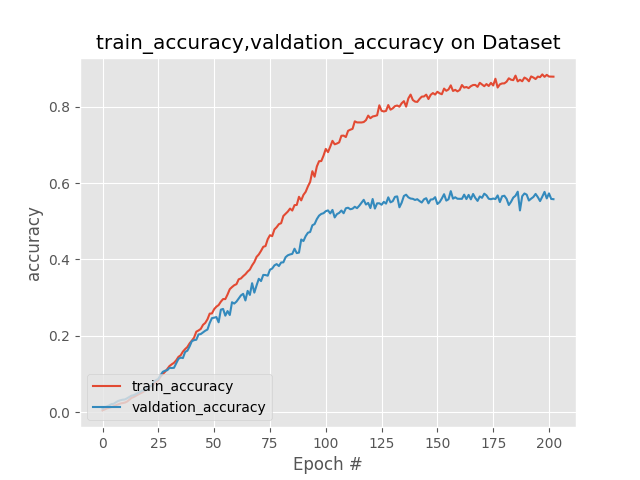 train_accuracy,valdation_accuracy on Dataset
accuracy
0.8
0.6
0.4
0.2
0.0
train_accuracy
valdation_accuracy
0 25 50 75 100 125 150 175 200
Epoch #